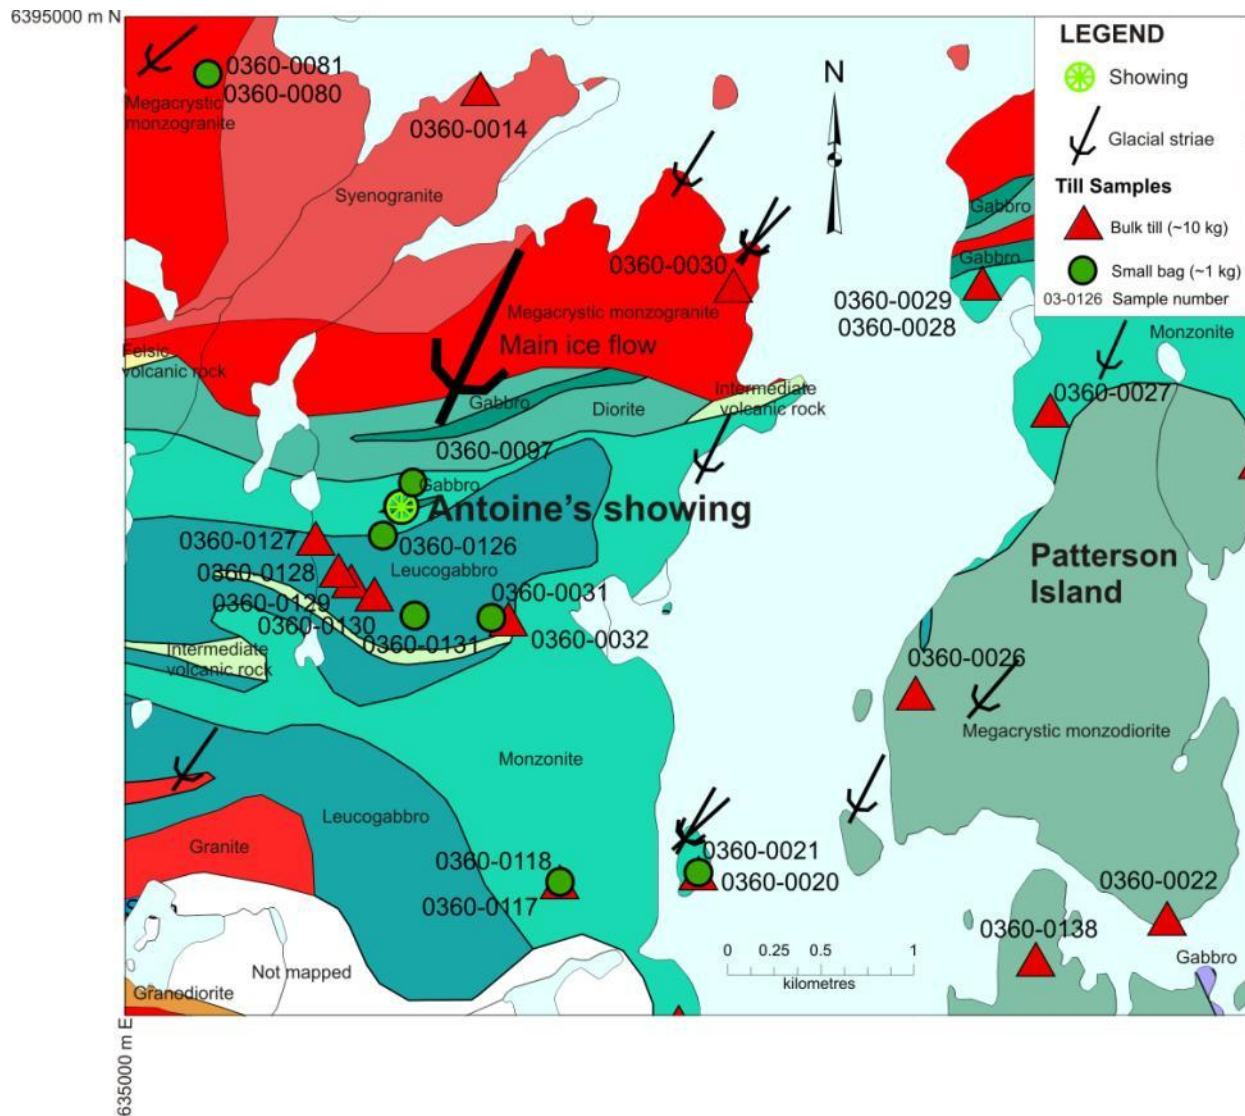 6395000 m N
LEGEND
Showing
Glacial striae
Till Samples
Bulk till (~10 kg)
Small bag (~1 kg)
03-0126 Sample number
N
0360-0081
0360-0080
Megacrystic
monzogranite
0360-0014
Syenogranite
Gabbro
Gabbro
0360-0030
0360-0029
0360-0028
Megacrystic monzogranite
Main ice flow
Monzonite
Felsic
volcanic rock
Gabbro
Diorite
Intermediate
volcanic rock
0360-0027
0360-0097
Gabbro
Antoine's showing
0360-0127
0360-0126
Leucogabbro
0360-0128
0360-0129
0360-0130
0360-0131
0360-0031
0360-0032
Patterson
Island
Intermediate
volcanic rock
0360-0026
Megacrystic monzodiorite
Monzonite
Leucogabbro
Granite
0360-0118
0360-0117
0360-0021
0360-0020
0360-0022
0360-0138
Gabbro
0 0.25 0.5 1
kilometres
Not mapped
Granodiorite
635000 m E